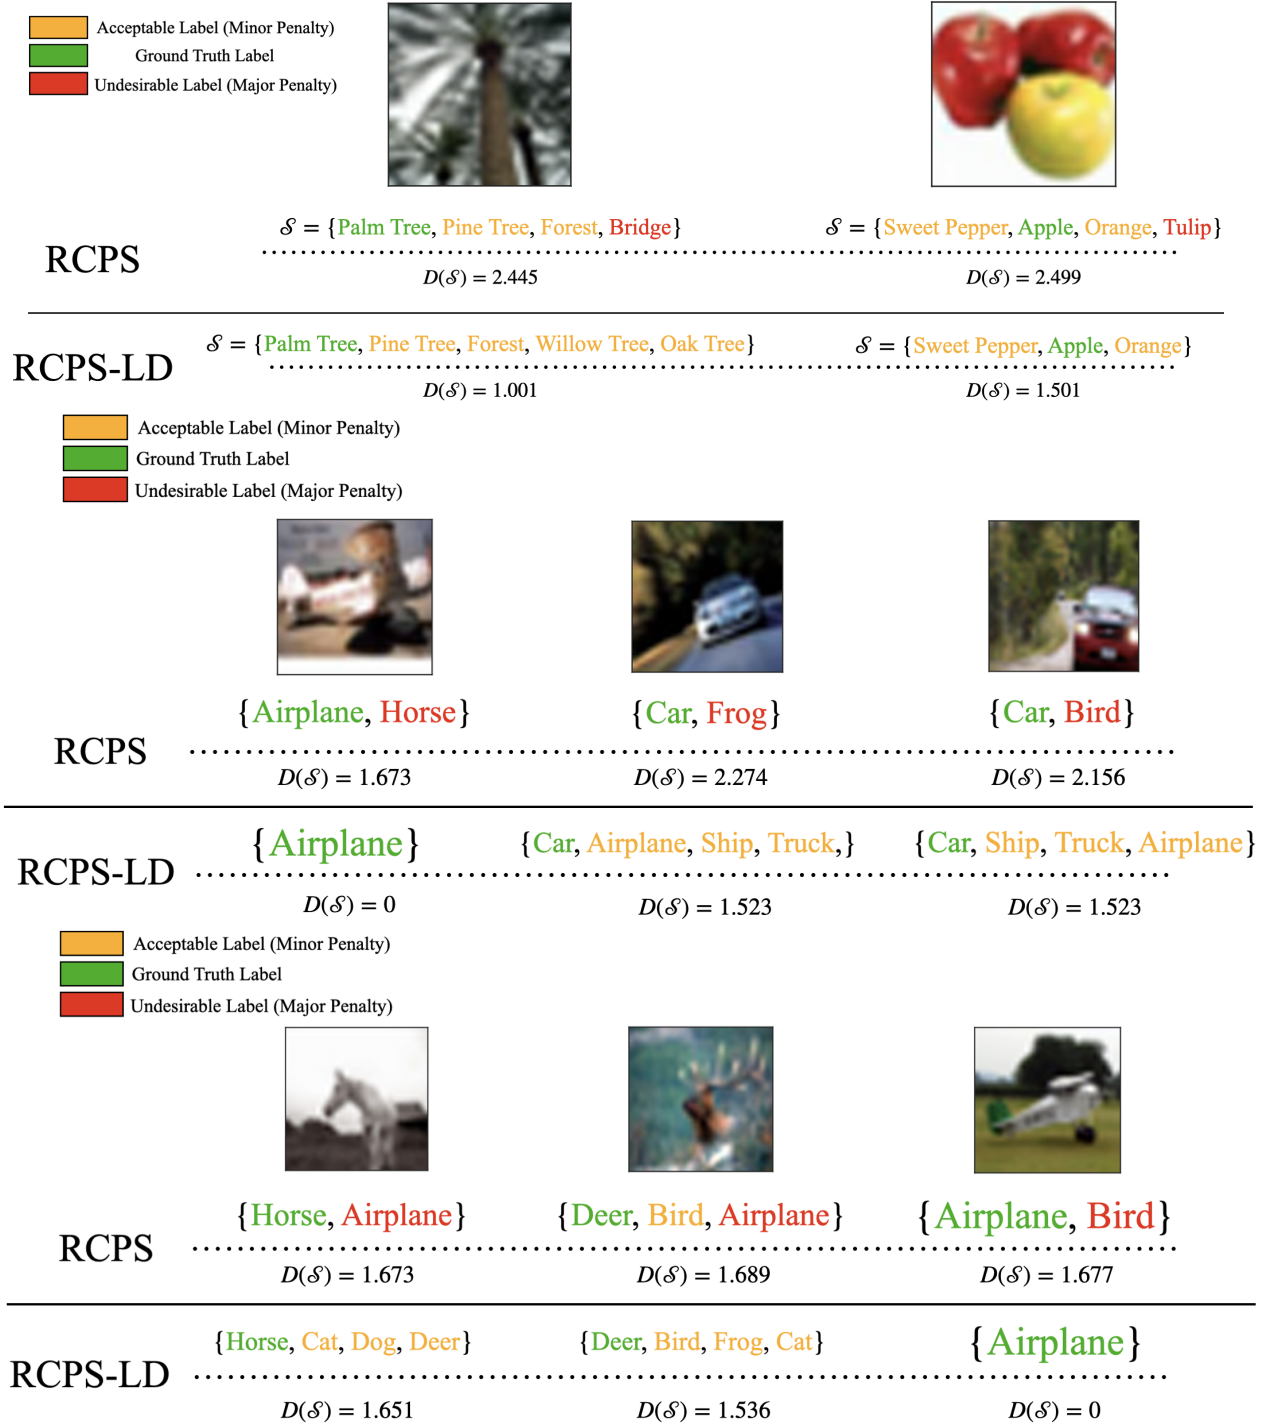 Acceptable Label (Minor Penalty)
Ground Truth Label
Undesirable Label (Major Penalty)
𝒮 = {Palm Tree, Pine Tree, Forest, Bridge}
𝒮 = {Sweet Pepper, Apple, Orange, Tulip}
RCPS
D(𝒮) = 2.445
D(𝒮) = 2.499
𝒮 = {Palm Tree, Pine Tree, Forest, Willow Tree, Oak Tree}
𝒮 = {Sweet Pepper, Apple, Orange}
RCPS-LD
D(𝒮) = 1.001
D(𝒮) = 1.501
Acceptable Label (Minor Penalty)
Ground Truth Label
Undesirable Label (Major Penalty)
{Airplane, Horse}
{Car, Frog}
{Car, Bird}
RCPS
D(𝒮) = 1.673
D(𝒮) = 2.274
D(𝒮) = 2.156
{Airplane}
{Car, Airplane, Ship, Truck,}
{Car, Ship, Truck, Airplane}
RCPS-LD
D(𝒮) = 0
D(𝒮) = 1.523
D(𝒮) = 1.523
Acceptable Label (Minor Penalty)
Ground Truth Label
Undesirable Label (Major Penalty)
{Horse, Airplane}
{Deer, Bird, Airplane}
{Airplane, Bird}
RCPS
D(𝒮) = 1.673
D(𝒮) = 1.689
D(𝒮) = 1.677
{Horse, Cat, Dog, Deer}
{Deer, Bird, Frog, Cat}
{Airplane}
RCPS-LD
D(𝒮) = 1.651
D(𝒮) = 1.536
D(𝒮) = 0